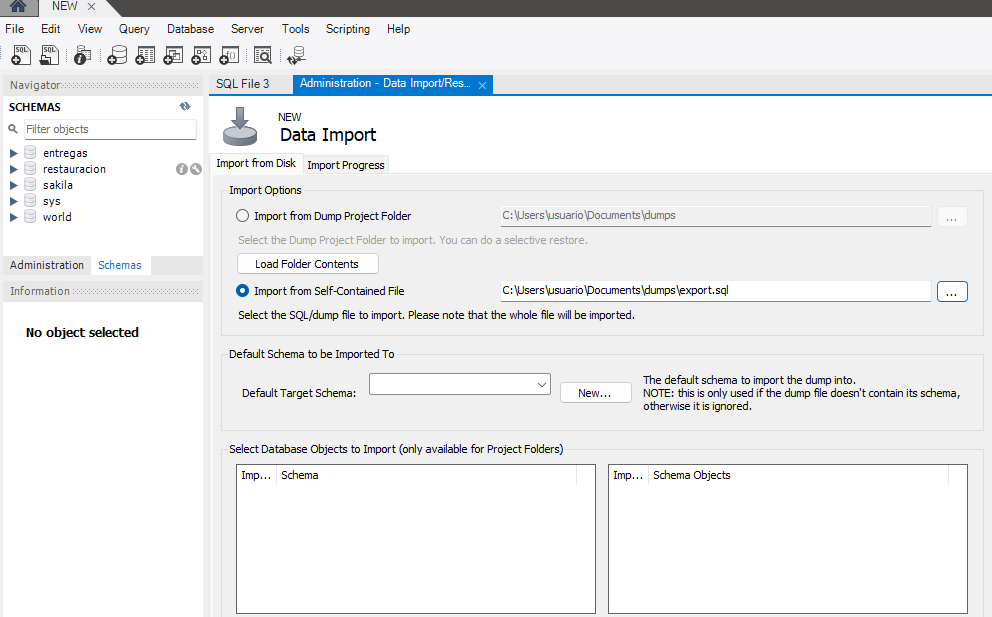 NEW
File Edit View Query Database Server Tools Scripting Help
SQL SQL
Navigator
SQL File 3 Administration - Data Import/Res...
SCHEMAS
Filter objects
entregas
restauracion
sakila
sys
world
Administration Schemas
Information
No object selected
NEW
Data Import
Import from Disk Import Progress
Import Options
Import from Dump Project Folder C:\Users\usuario\Documents\dumps ...
Select the Dump Project Folder to import. You can do a selective restore.
Load Folder Contents
Import from Self-Contained File C:\Users\usuario\Documents\dumps\export.sql ...
Select the SQL/dump file to import. Please note that the whole file will be imported.
Default Schema to be Imported To
Default Target Schema: New...
The default schema to import the dump into.
NOTE: this is only used if the dump file doesn't contain its schema,
otherwise it is ignored.
Select Database Objects to Import (only available for Project Folders)
Imp... Schema
Imp... Schema Objects